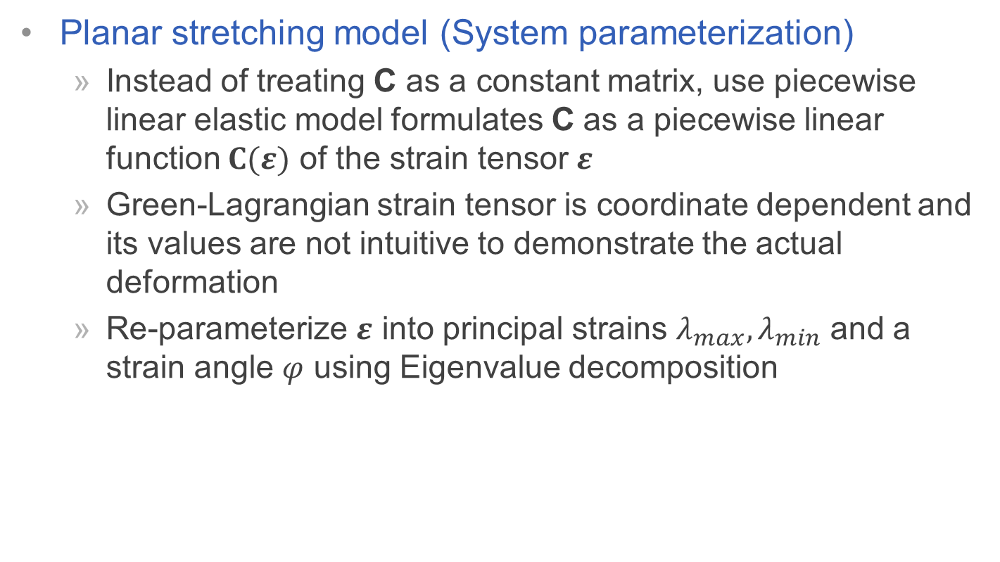 • Planar stretching model (System parameterization)
» Instead of treating C as a constant matrix, use piecewise
linear elastic model formulates C as a piecewise linear
function C(ε) of the strain tensor ε
» Green-Lagrangian strain tensor is coordinate dependent and
its values are not intuitive to demonstrate the actual
deformation
» Re-parameterize ε into principal strains λmax, λmin and a
strain angle φ using Eigenvalue decomposition